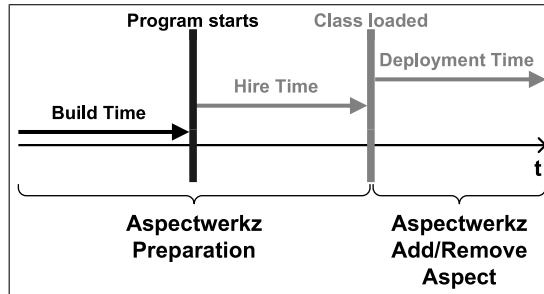 Program starts
Class loaded
Deployment Time
Hire Time
Build Time
t
Aspectwerkz
Preparation
Aspectwerkz
Add/Remove
Aspect